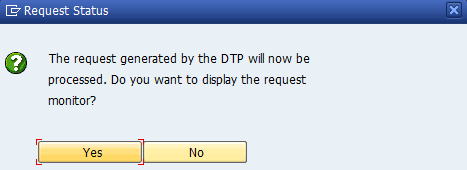 Request Status
The request generated by the DTP will now be
processed. Do you want to display the request
monitor?
Yes
No